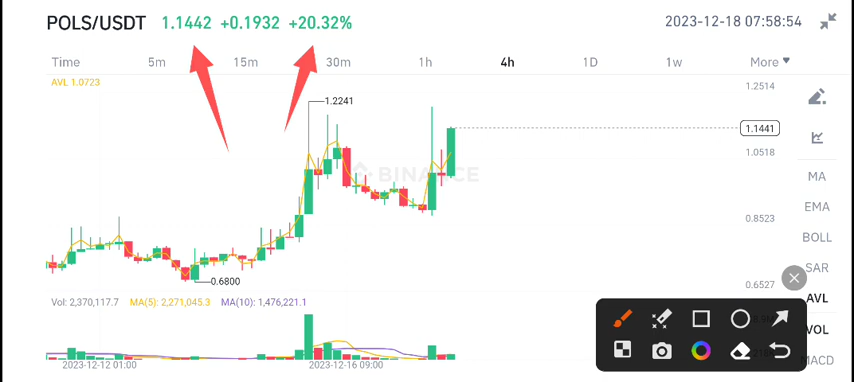 POLS/USDT 1.1442 +0.1932 +20.32% 2023-12-18 07:58:54
Time 5m 15m 30m 1h 4h 1D 1w More
AVL 1.0723
1.2514
1.2241
1.1441
1.0518
BINANCE
MA
EMA
0.8523
BOLL
SAR
0.6800
0.6527
Vol: 2,370,117.7 MA(5): 2,271,045.3 MA(10): 1,476,221.1
AVL
VOL
MACD
2023-12-12 01:00 2023-12-16 09:00